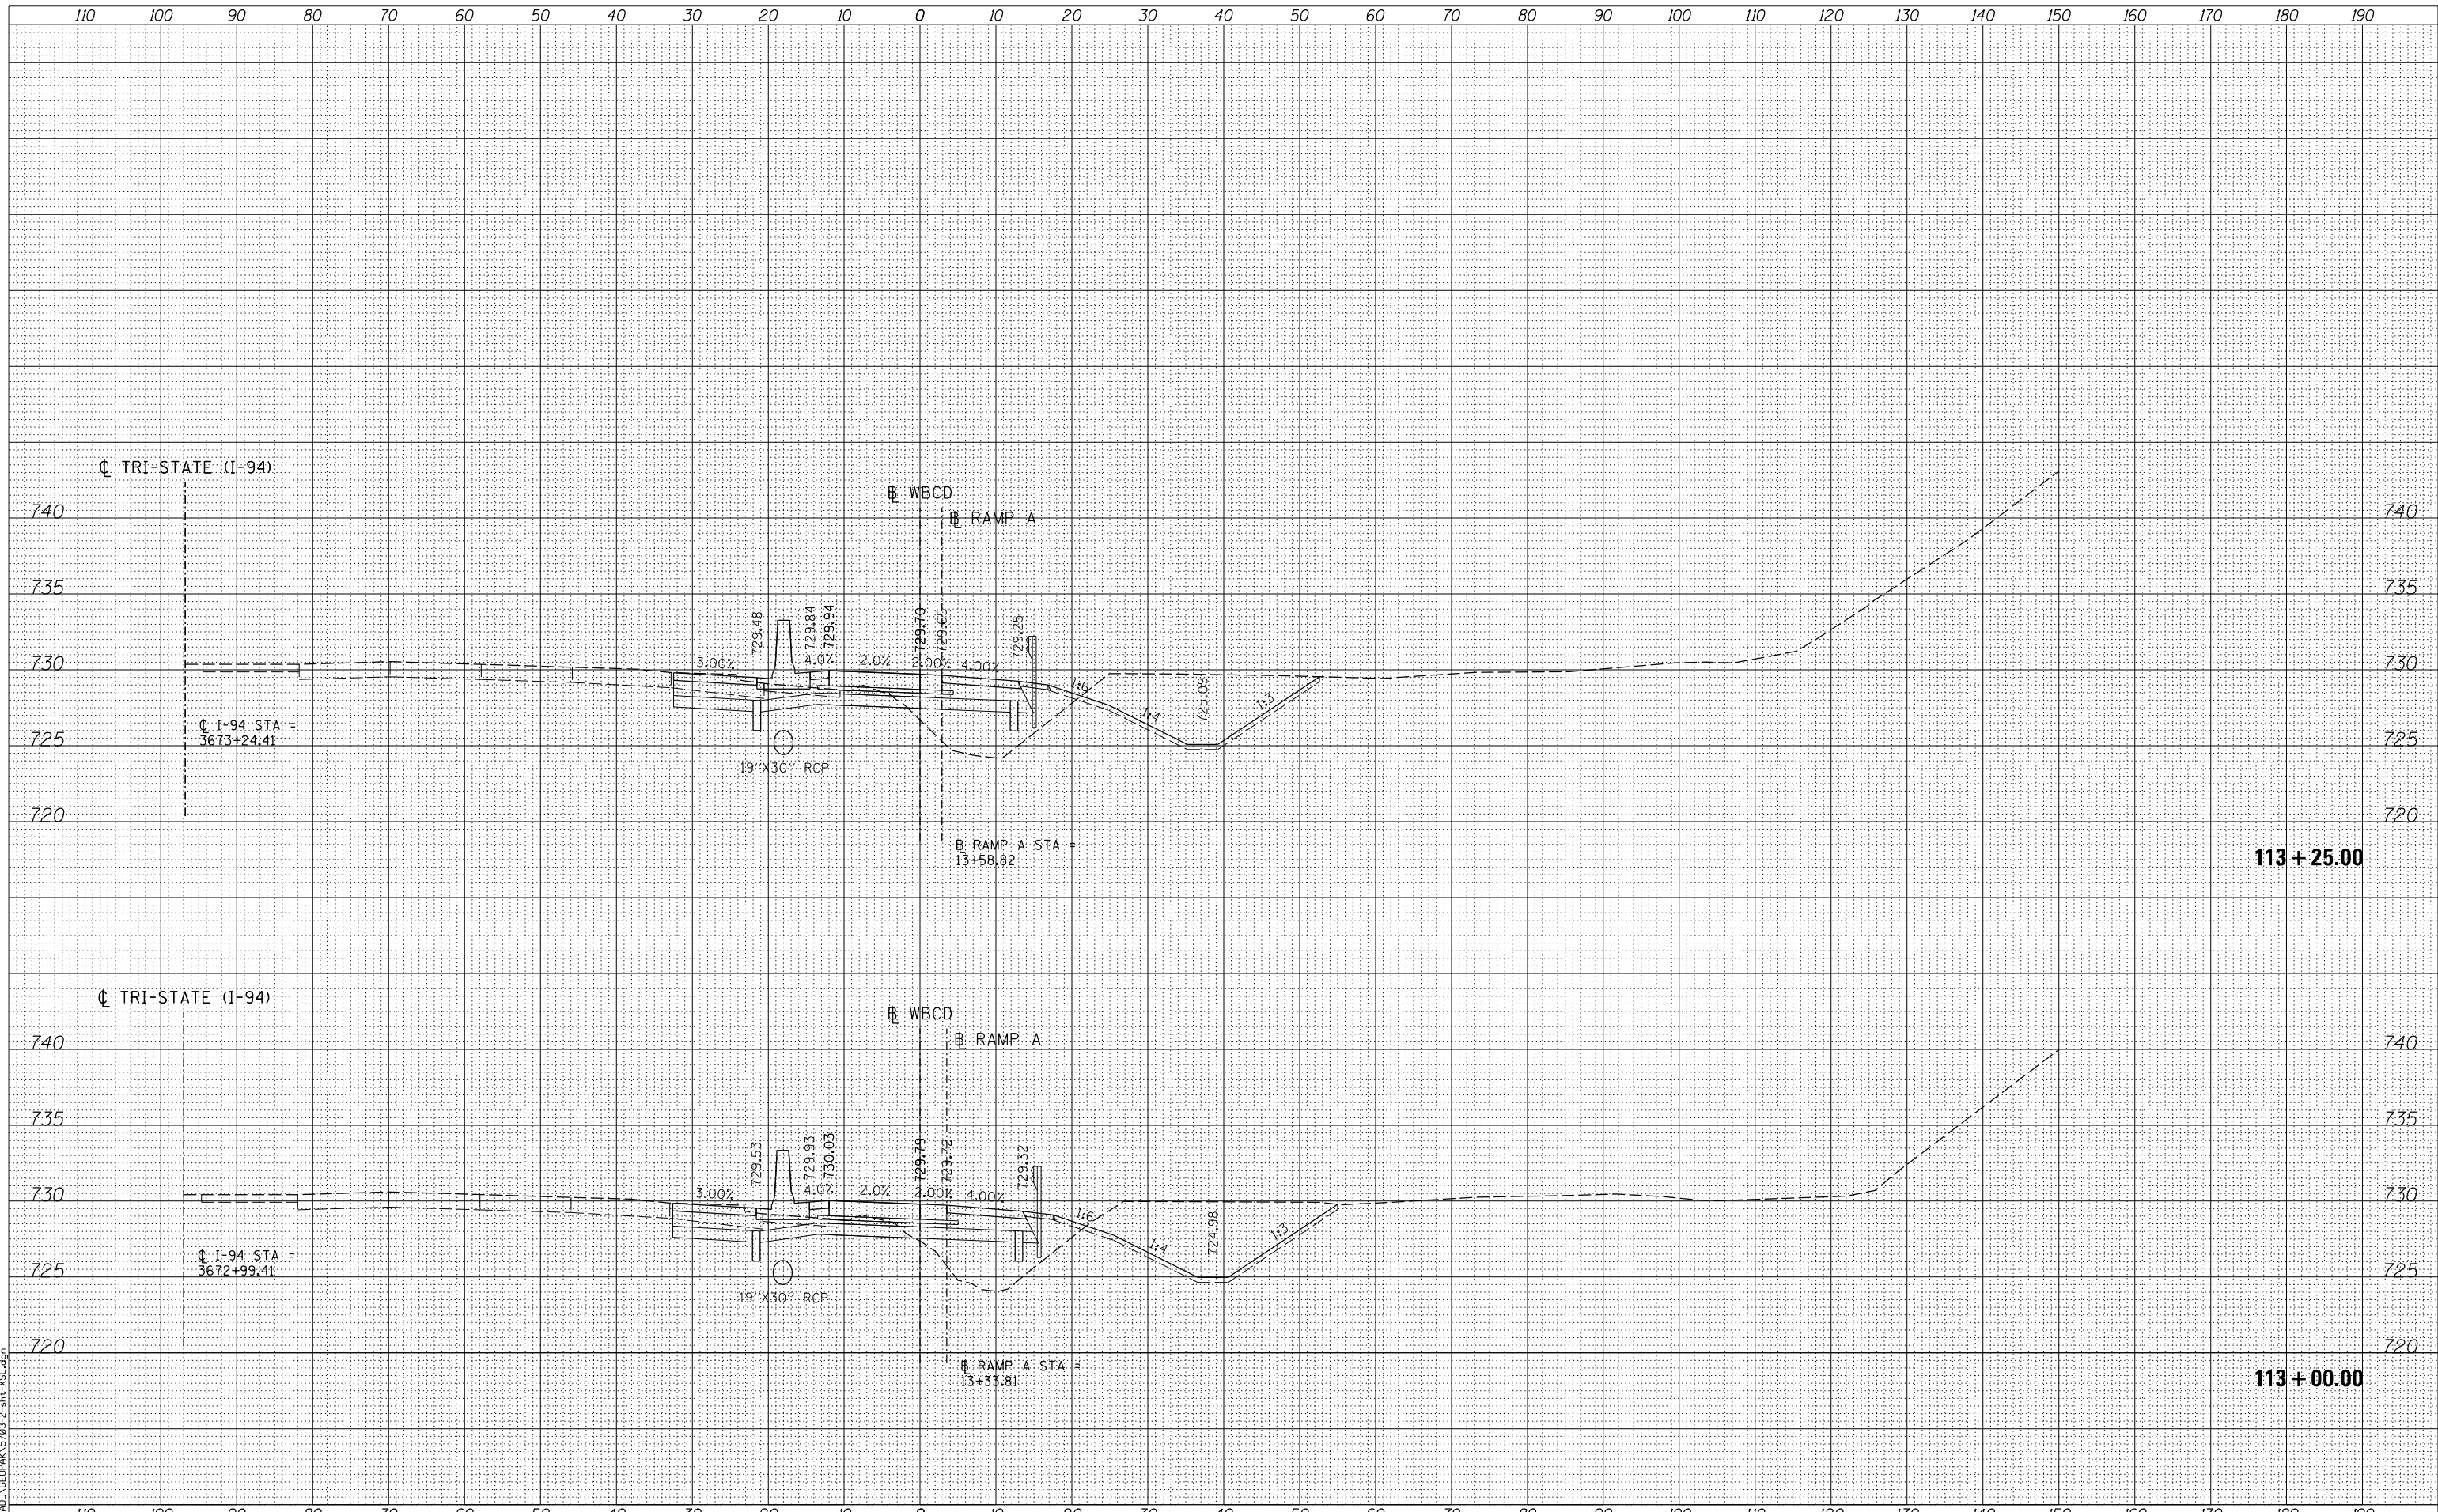 110 100 90 80 70 60 50 40 30 20 10 0 10 20 30 40 50 60 70 80 90 100 110 120 130 140 150 160 170 180 190
℄ TRI-STATE (I-94)
℄ WBCD
℄ RAMP A
740 740
735 735
729.48 729.84 729.94 729.70 729.65 729.25
730 730
3.00% 4.0% 2.0% 2.00% 4.00%
1:6 1:4 725.09 1:3
℄ I-94 STA =
3673+24.41
725 725
19"X30" RCP
720 720
℄ RAMP A STA =
13+58.82
113+25.00
℄ TRI-STATE (I-94)
℄ WBCD
℄ RAMP A
740 740
735 735
729.53 729.93 730.03 729.79 729.72 729.32
730 730
3.00% 4.0% 2.0% 2.00% 4.00%
1:6 1:4 724.98 1:3
℄ I-94 STA =
3672+99.41
725 725
19"X30" RCP
720 720
℄ RAMP A STA =
13+33.81
113+00.00